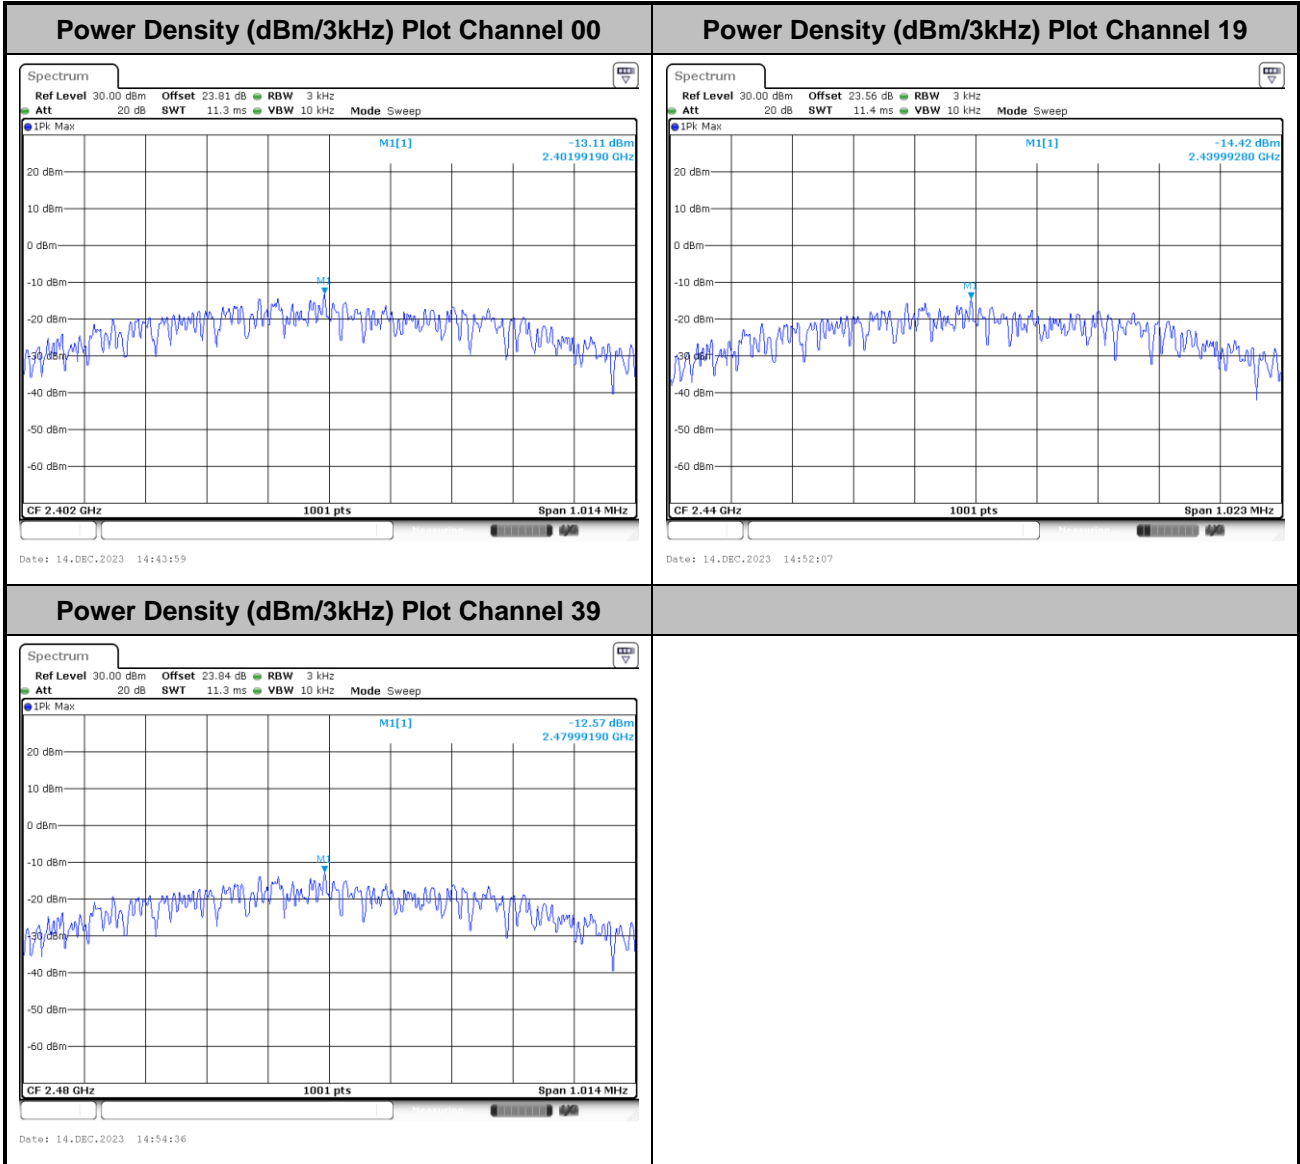 Power Density (dBm/3kHz) Plot Channel 00
Spectrum
Ref Level 30.00 dBm Offset 23.81 dB RBW 3 kHz
Att 20 dB SWT 11.3 ms VBW 10 kHz Mode Sweep
1Pk Max
M1[1] -13.11 dBm
2.40199190 GHz
20 dBm
10 dBm
0 dBm
-10 dBm
M1
-20 dBm
-30 dBm
-40 dBm
-50 dBm
-60 dBm
CF 2.402 GHz 1001 pts Span 1.014 MHz
Measuring...
Date: 14.DEC.2023 14:43:59
Power Density (dBm/3kHz) Plot Channel 19
Spectrum
Ref Level 30.00 dBm Offset 23.56 dB RBW 3 kHz
Att 20 dB SWT 11.4 ms VBW 10 kHz Mode Sweep
1Pk Max
M1[1] -14.42 dBm
2.43999280 GHz
20 dBm
10 dBm
0 dBm
-10 dBm
M1
-20 dBm
-30 dBm
-40 dBm
-50 dBm
-60 dBm
CF 2.44 GHz 1001 pts Span 1.023 MHz
Measuring...
Date: 14.DEC.2023 14:52:07
Power Density (dBm/3kHz) Plot Channel 39
Spectrum
Ref Level 30.00 dBm Offset 23.84 dB RBW 3 kHz
Att 20 dB SWT 11.3 ms VBW 10 kHz Mode Sweep
1Pk Max
M1[1] -12.57 dBm
2.47999190 GHz
20 dBm
10 dBm
0 dBm
-10 dBm
M1
-20 dBm
-30 dBm
-40 dBm
-50 dBm
-60 dBm
CF 2.48 GHz 1001 pts Span 1.014 MHz
Measuring...
Date: 14.DEC.2023 14:54:36